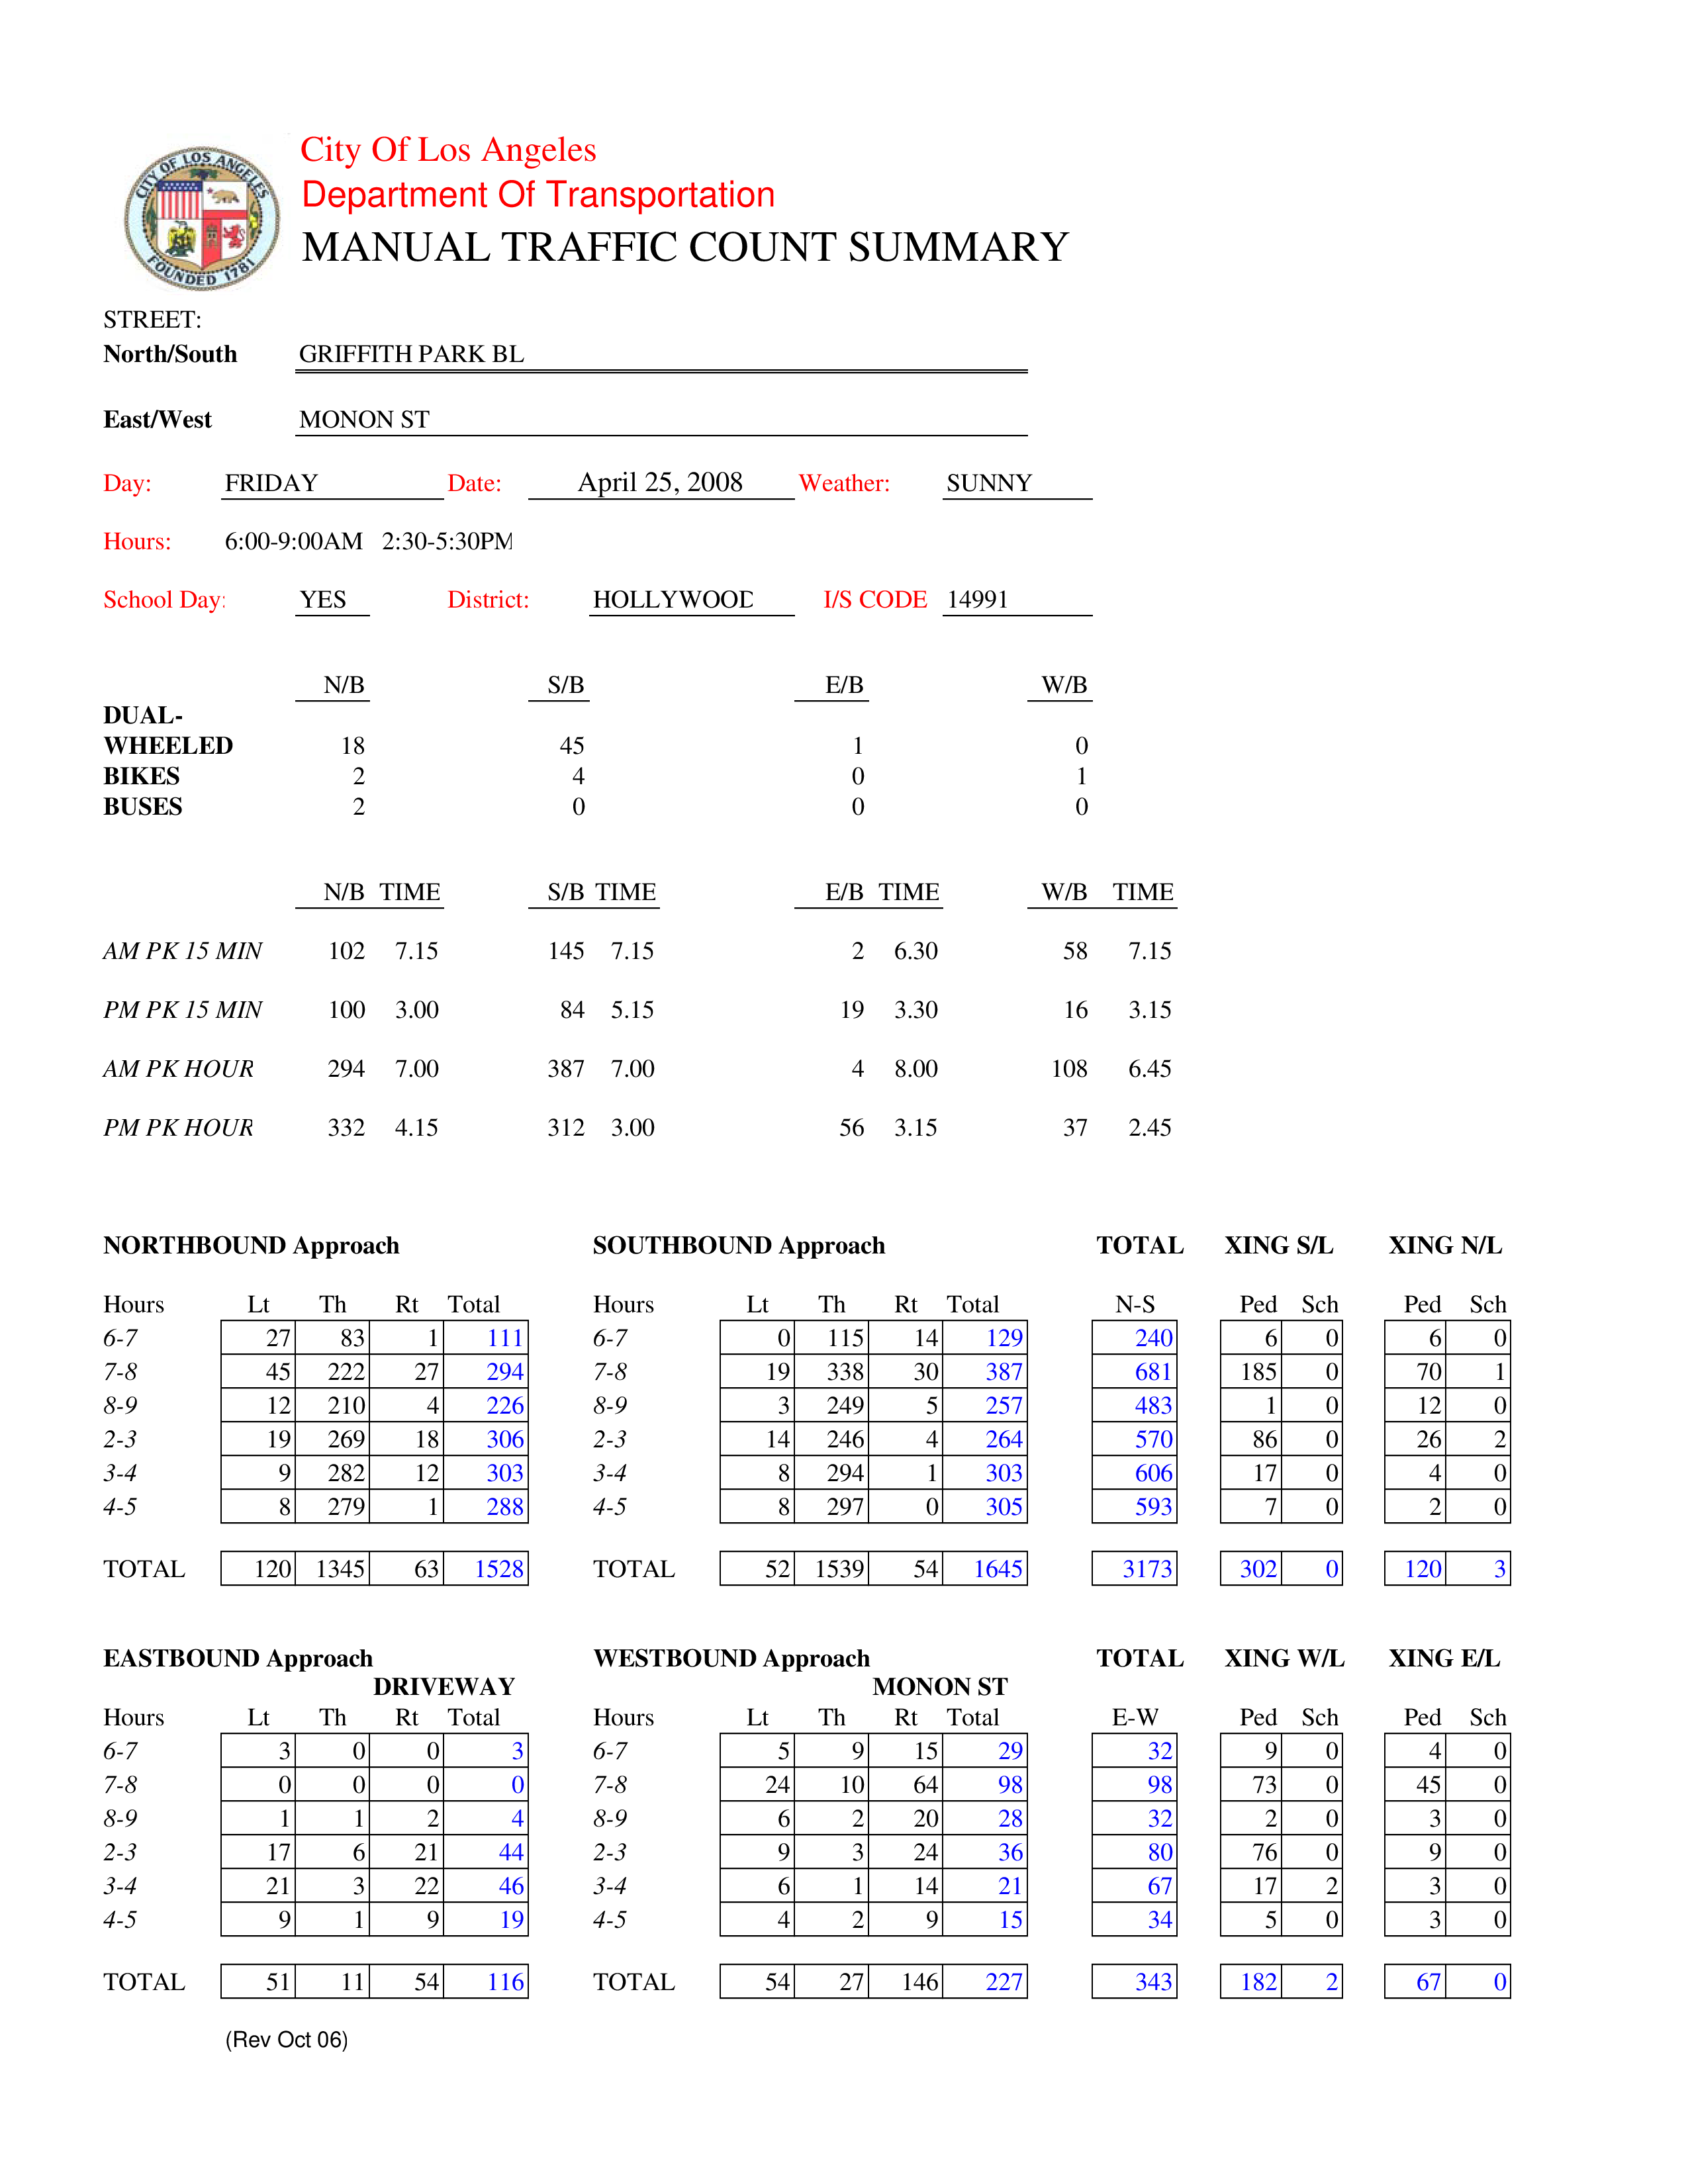 CITY OF LOS ANGELES
FOUNDED 1781
City Of Los Angeles
Department Of Transportation
MANUAL TRAFFIC COUNT SUMMARY
STREET:
North/South GRIFFITH PARK BL
East/West MONON ST
Day: FRIDAY Date: April 25, 2008 Weather: SUNNY
Hours: 6:00-9:00AM 2:30-5:30PM
School Day: YES District: HOLLYWOOD I/S CODE 14991
N/B S/B E/B W/B
DUAL-
WHEELED 18 45 1 0
BIKES 2 4 0 1
BUSES 2 0 0 0
N/B TIME S/B TIME E/B TIME W/B TIME
AM PK 15 MIN 102 7.15 145 7.15 2 6.30 58 7.15
PM PK 15 MIN 100 3.00 84 5.15 19 3.30 16 3.15
AM PK HOUR 294 7.00 387 7.00 4 8.00 108 6.45
PM PK HOUR 332 4.15 312 3.00 56 3.15 37 2.45
NORTHBOUND Approach SOUTHBOUND Approach TOTAL XING S/L XING N/L
Hours Lt Th Rt Total Hours Lt Th Rt Total N-S Ped Sch Ped Sch
6-7 27 83 1 111 6-7 0 115 14 129 240 6 0 6 0
7-8 45 222 27 294 7-8 19 338 30 387 681 185 0 70 1
8-9 12 210 4 226 8-9 3 249 5 257 483 1 0 12 0
2-3 19 269 18 306 2-3 14 246 4 264 570 86 0 26 2
3-4 9 282 12 303 3-4 8 294 1 303 606 17 0 4 0
4-5 8 279 1 288 4-5 8 297 0 305 593 7 0 2 0
TOTAL 120 1345 63 1528 TOTAL 52 1539 54 1645 3173 302 0 120 3
EASTBOUND Approach WESTBOUND Approach TOTAL XING W/L XING E/L
DRIVEWAY MONON ST
Hours Lt Th Rt Total Hours Lt Th Rt Total E-W Ped Sch Ped Sch
6-7 3 0 0 3 6-7 5 9 15 29 32 9 0 4 0
7-8 0 0 0 0 7-8 24 10 64 98 98 73 0 45 0
8-9 1 1 2 4 8-9 6 2 20 28 32 2 0 3 0
2-3 17 6 21 44 2-3 9 3 24 36 80 76 0 9 0
3-4 21 3 22 46 3-4 6 1 14 21 67 17 2 3 0
4-5 9 1 9 19 4-5 4 2 9 15 34 5 0 3 0
TOTAL 51 11 54 116 TOTAL 54 27 146 227 343 182 2 67 0
(Rev Oct 06)